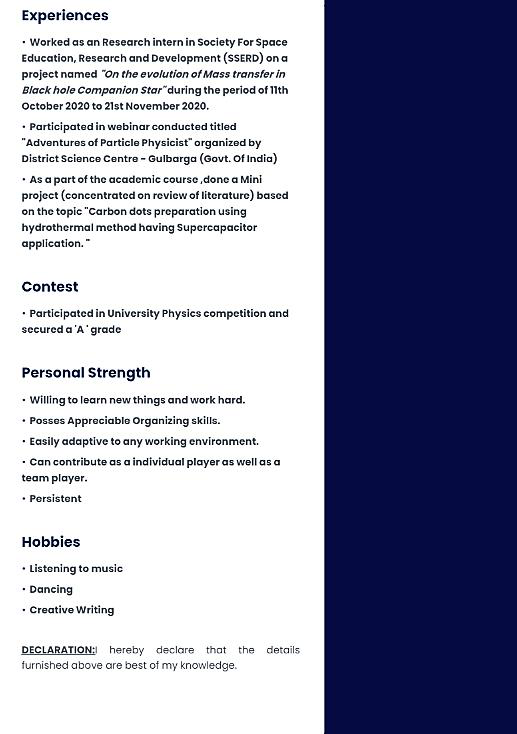 Experiences
• Worked as an Research intern in Society For Space
Education, Research and Development (SSERD) on a
project named "On the evolution of Mass transfer in
Black hole Companion Star" during the period of 11th
October 2020 to 21st November 2020.
• Participated in webinar conducted titled
"Adventures of Particle Physicist" organized by
District Science Centre - Gulbarga (Govt. Of India)
• As a part of the academic course ,done a Mini
project (concentrated on review of literature) based
on the topic "Carbon dots preparation using
hydrothermal method having Supercapacitor
application. "
Contest
• Participated in University Physics competition and
secured a 'A ' grade
Personal Strength
• Willing to learn new things and work hard.
• Posses Appreciable Organizing skills.
• Easily adaptive to any working environment.
• Can contribute as a individual player as well as a
team player.
• Persistent
Hobbies
• Listening to music
• Dancing
• Creative Writing
DECLARATION:I hereby declare that the details
furnished above are best of my knowledge.